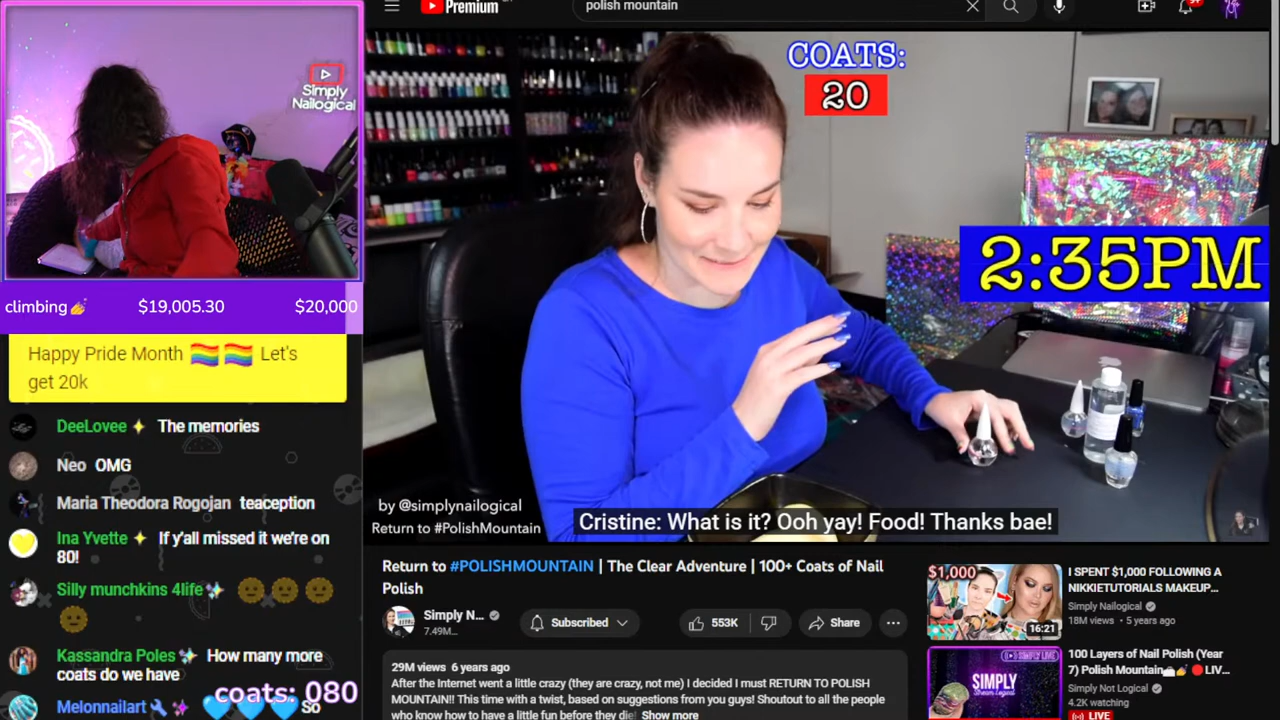 Premium
polish mountain
9+
Simply
Nailogical
COATS:
20
2:35PM
by @simplynailogical
Return to #PolishMountain
Cristine: What is it? Ooh yay! Food! Thanks bae!
climbing💅 $19,005.30 $20,000
Happy Pride Month 🏳️‍🌈🏳️‍🌈 Let's
get 20k
DeeLovee The memories
Neo OMG
Maria Theodora Rogojan teaception
Ina Yvette If y'all missed it we're on
80!
Silly munchkins 4life
Kassandra Poles How many more
coats do we have
Melonnailart 🔧 🩵🩵🩵 So
coats: 080
Return to #POLISHMOUNTAIN | The Clear Adventure | 100+ Coats of Nail
Polish
Simply N...
7.49M...
Subscribed
553K
Share
29M views 6 years ago
After the Internet went a little crazy (they are crazy, not me) I decided I must RETURN TO POLISH
MOUNTAIN!! This time with a twist, based on suggestions from you guys! Shoutout to all the people
who know how to have a little fun before they die! Show more
$1,000
16:21
I SPENT $1,000 FOLLOWING A
NIKKIETUTORIALS MAKEUP...
Simply Nailogical
18M views • 5 years ago
SIMPLY
100 Layers of Nail Polish (Year
7) Polish Mountain🏔️💅 🔴LIV...
Simply Not Logical
4.2K watching
LIVE